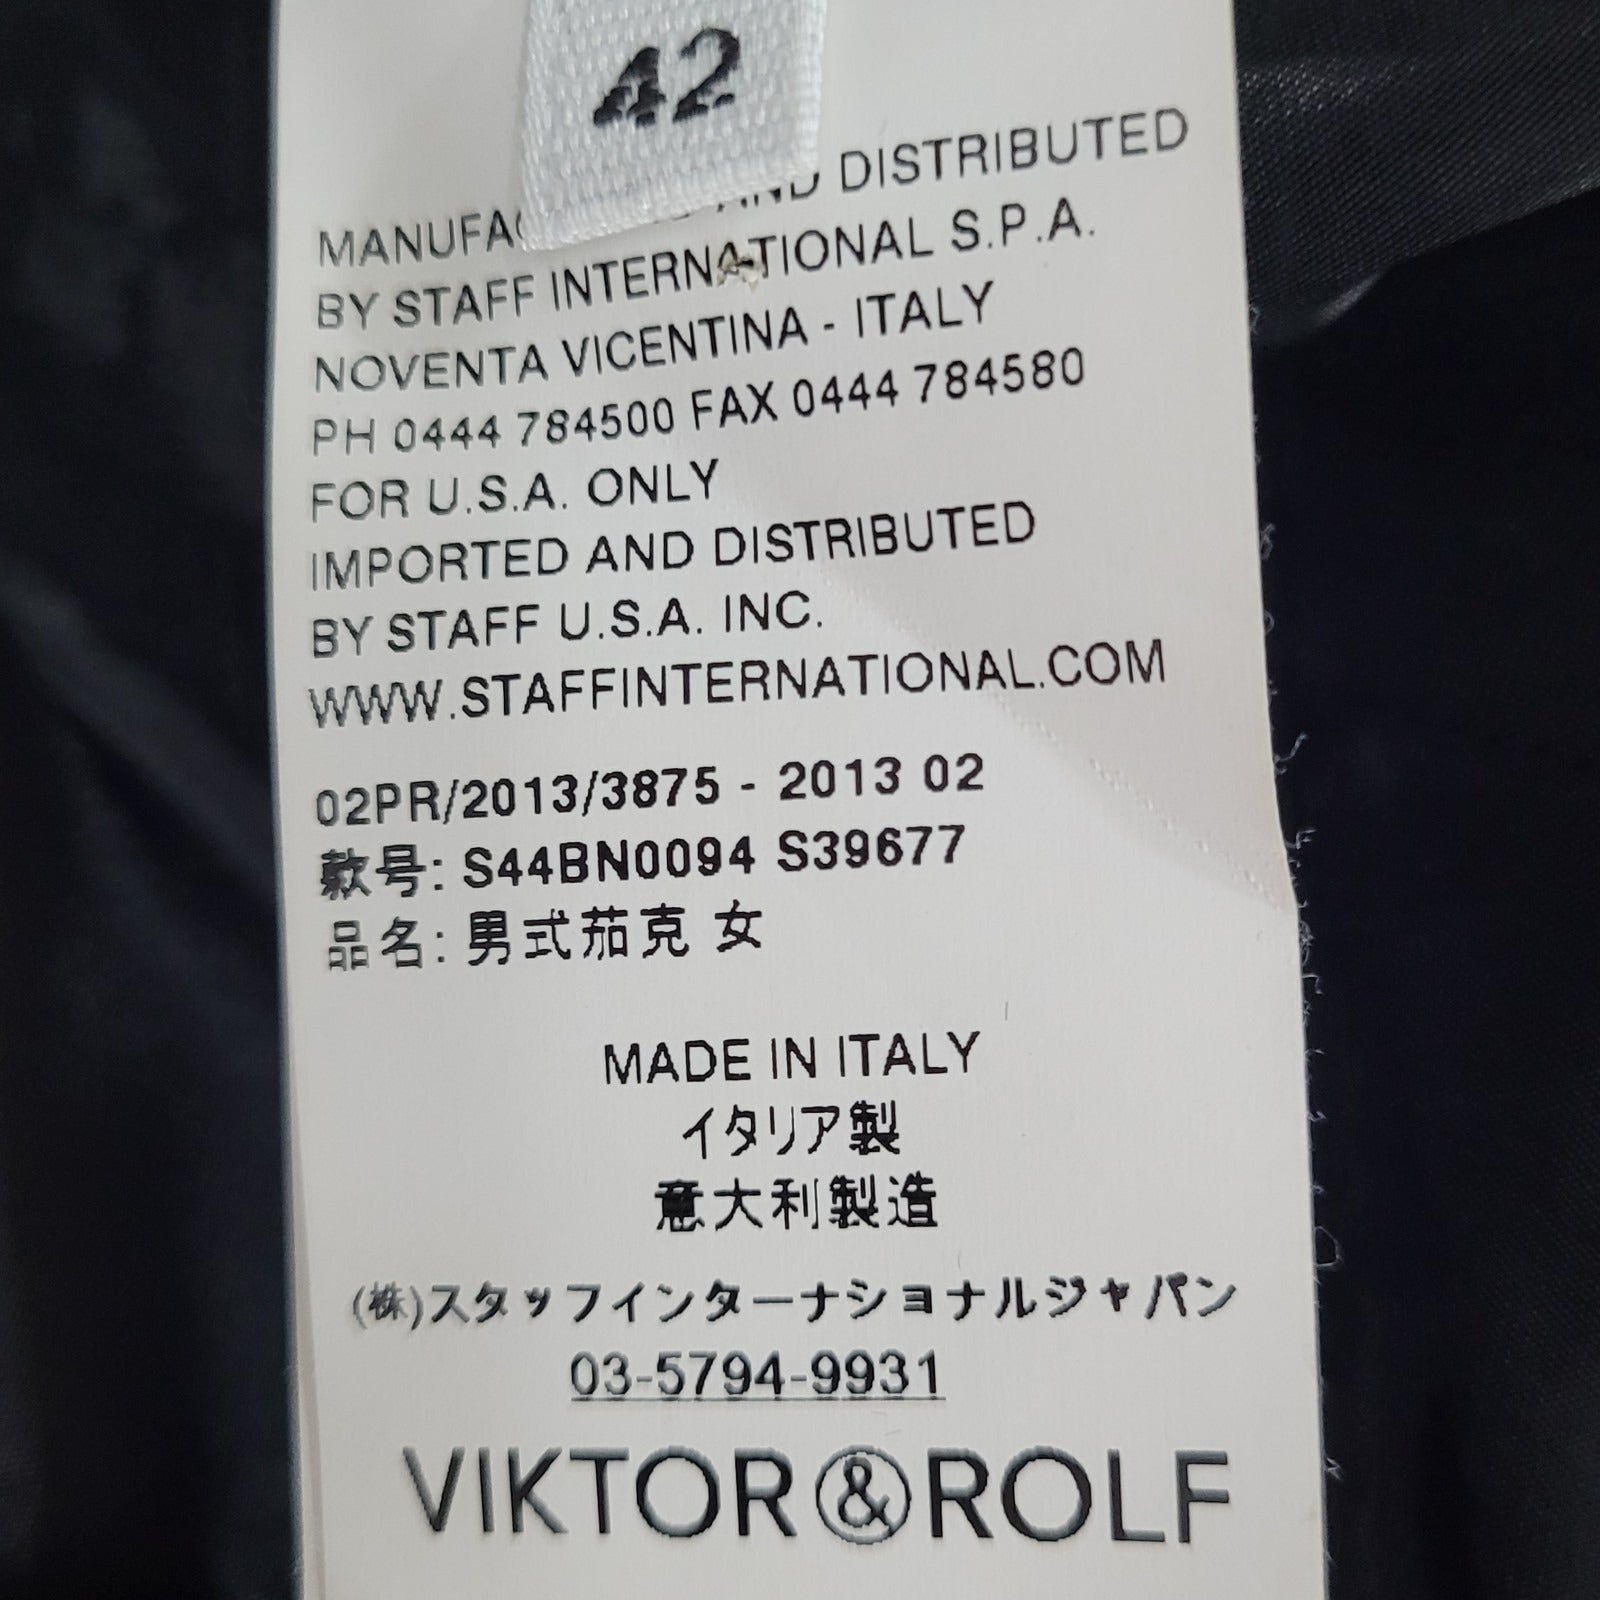 42
AND DISTRIBUTED
BY STAFF INTERNATIONAL S.P.A.
NOVENTA VICENTINA - ITALY
PH 0444 784500 FAX 0444 784580
FOR U.S.A. ONLY
IMPORTED AND DISTRIBUTED
BY STAFF U.S.A. INC.
WWW.STAFFINTERNATIONAL.COM
02PR/2013/3875 - 2013 02
款号: S44BN0094 S39677
品名: 男式茄克 女
MADE IN ITALY
イタリア製
意大利製造
(株)スタッフインターナショナルジャパン
03-5794-9931
VIKTOR&ROLF